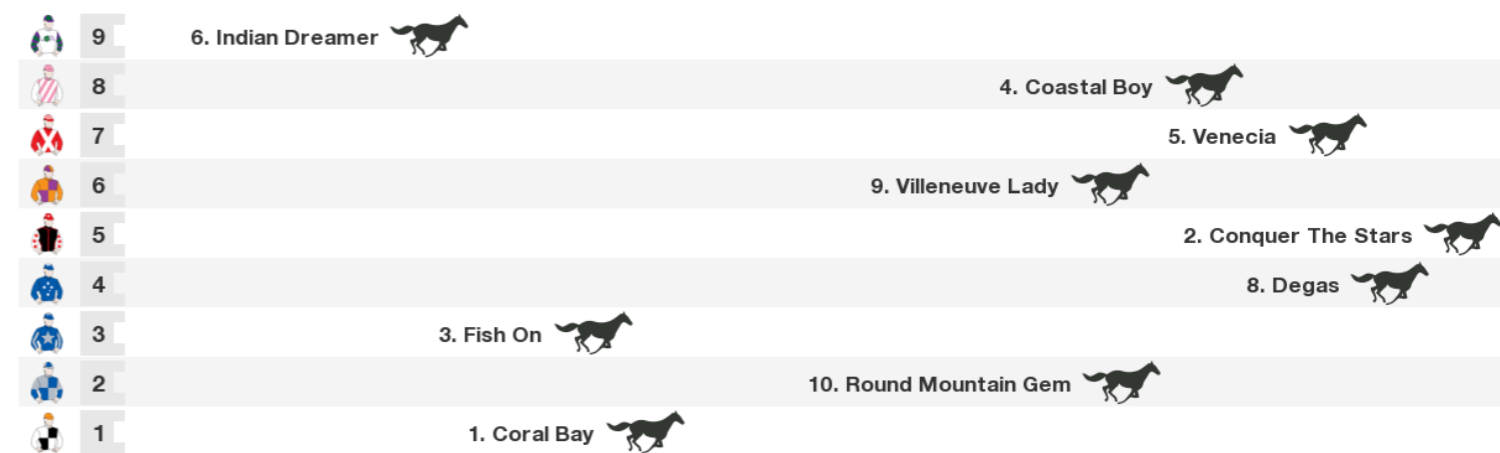 9 6. Indian Dreamer
8 4. Coastal Boy
7 5. Venecia
6 9. Villeneuve Lady
5 2. Conquer The Stars
4 8. Degas
3 3. Fish On
2 10. Round Mountain Gem
1 1. Coral Bay